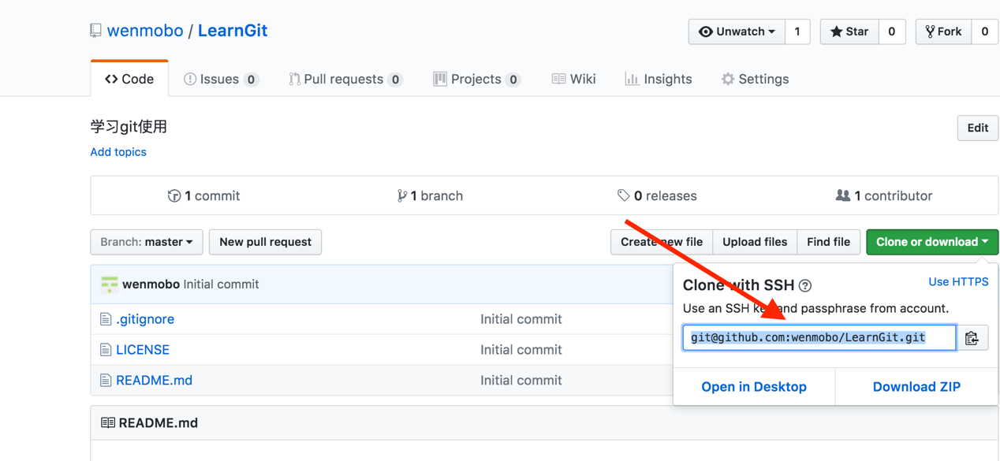 wenmobo / LearnGit
Unwatch 1 Star 0 Fork 0
Code Issues 0 Pull requests 0 Projects 0 Wiki Insights Settings
学习git使用
Edit
Add topics
1 commit 1 branch 0 releases 1 contributor
Branch: master New pull request Create new file Upload files Find file Clone or download
wenmobo Initial commit
Clone with SSH ? Use HTTPS
Use an SSH key and passphrase from account.
.gitignore Initial commit
git@github.com:wenmobo/LearnGit.git
LICENSE Initial commit
README.md Initial commit
Open in Desktop Download ZIP
README.md